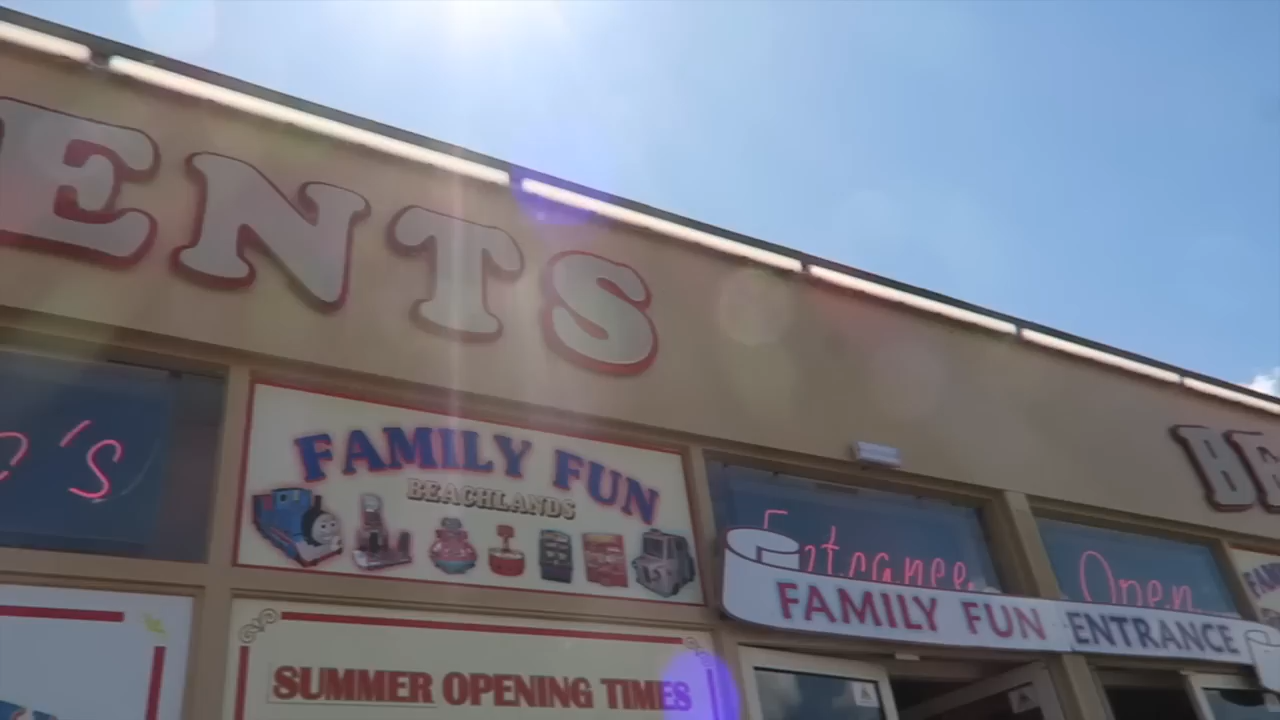 ENTS
's
FAMILY FUN
BEACHLANDS
Entrance
Open
FAMILY FUN ENTRANCE
SUMMER OPENING TIMES